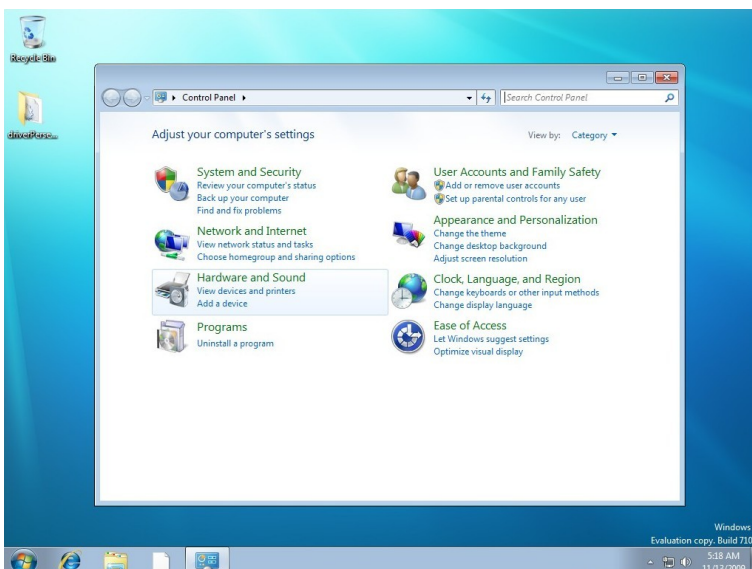 Recycle Bin
Control Panel
Search Control Panel
Adjust your computer's settings
View by: Category
System and Security
Review your computer's status
Back up your computer
Find and fix problems
Network and Internet
View network status and tasks
Choose homegroup and sharing options
Hardware and Sound
View devices and printers
Add a device
Programs
Uninstall a program
User Accounts and Family Safety
Add or remove user accounts
Set up parental controls for any user
Appearance and Personalization
Change the theme
Change desktop background
Adjust screen resolution
Clock, Language, and Region
Change keyboards or other input methods
Change display language
Ease of Access
Let Windows suggest settings
Optimize visual display
Windows
Evaluation copy. Build 710
5:18 AM